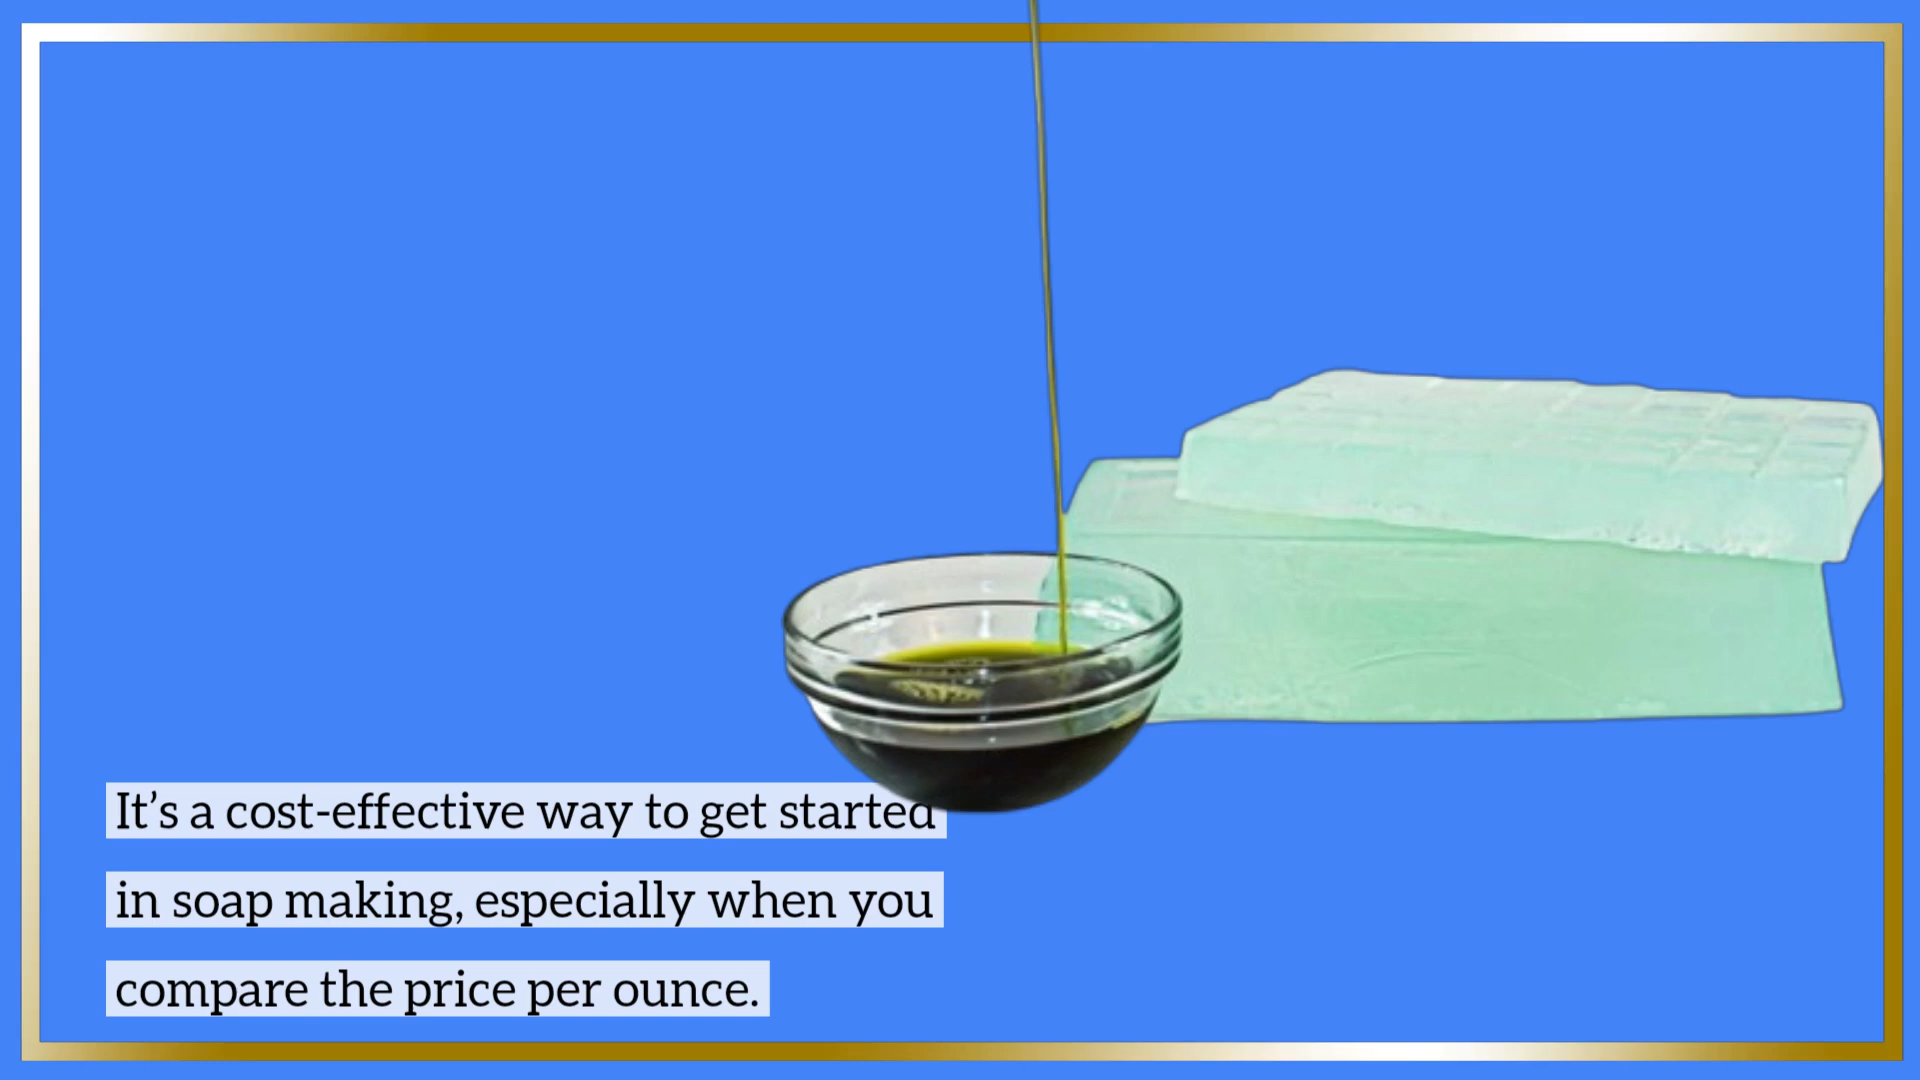 It’s a cost-effective way to get started
in soap making, especially when you
compare the price per ounce.